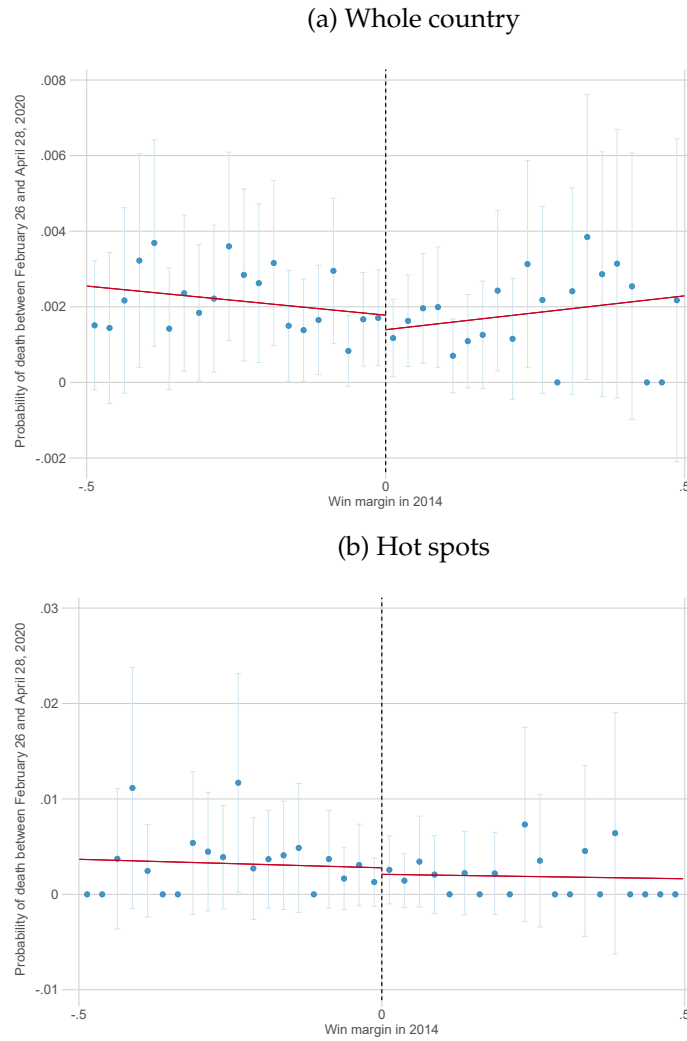 (a) Whole country
Probability of death between February 26 and April 28, 2020
.008
.006
.004
.002
0
-.002
-.5
0
.5
Win margin in 2014
(b) Hot spots
Probability of death between February 26 and April 28, 2020
.03
.02
.01
0
-.01
-.5
0
.5
Win margin in 2014